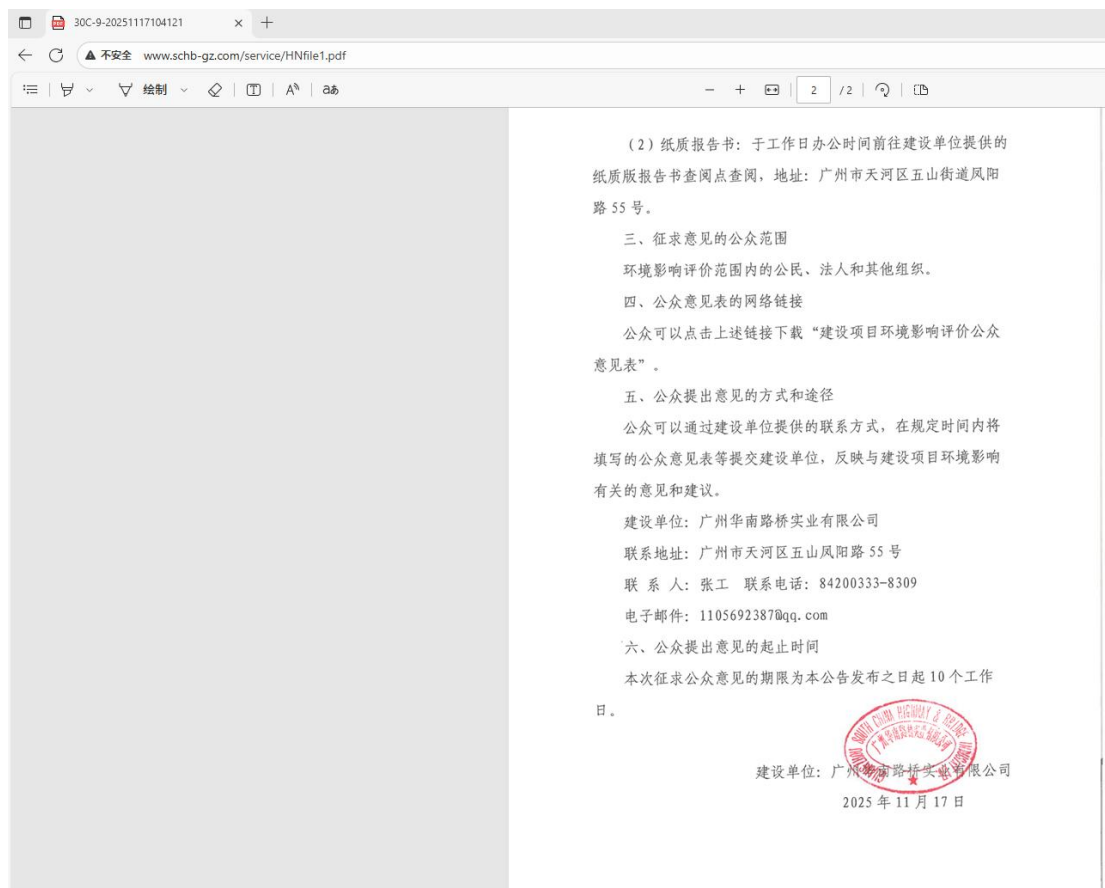 30C-9-20251117104121
不安全 www.schb-gz.com/service/HNfile1.pdf
绘制 2 /2
（2）纸质报告书：于工作日办公时间前往建设单位提供的
纸质版报告书查阅点查阅，地址：广州市天河区五山街道凤阳
路 55 号。
三、征求意见的公众范围
环境影响评价范围内的公民、法人和其他组织。
四、公众意见表的网络链接
公众可以点击上述链接下载“建设项目环境影响评价公众
意见表”。
五、公众提出意见的方式和途径
公众可以通过建设单位提供的联系方式，在规定时间内将
填写的公众意见表等提交建设单位，反映与建设项目环境影响
有关的意见和建议。
建设单位：广州华南路桥实业有限公司
联系地址：广州市天河区五山凤阳路 55 号
联 系 人：张工 联系电话：84200333-8309
电子邮件：1105692387@qq.com
六、公众提出意见的起止时间
本次征求公众意见的期限为本公告发布之日起 10 个工作
日。
建设单位：广州华南路桥实业有限公司
2025 年 11 月 17 日